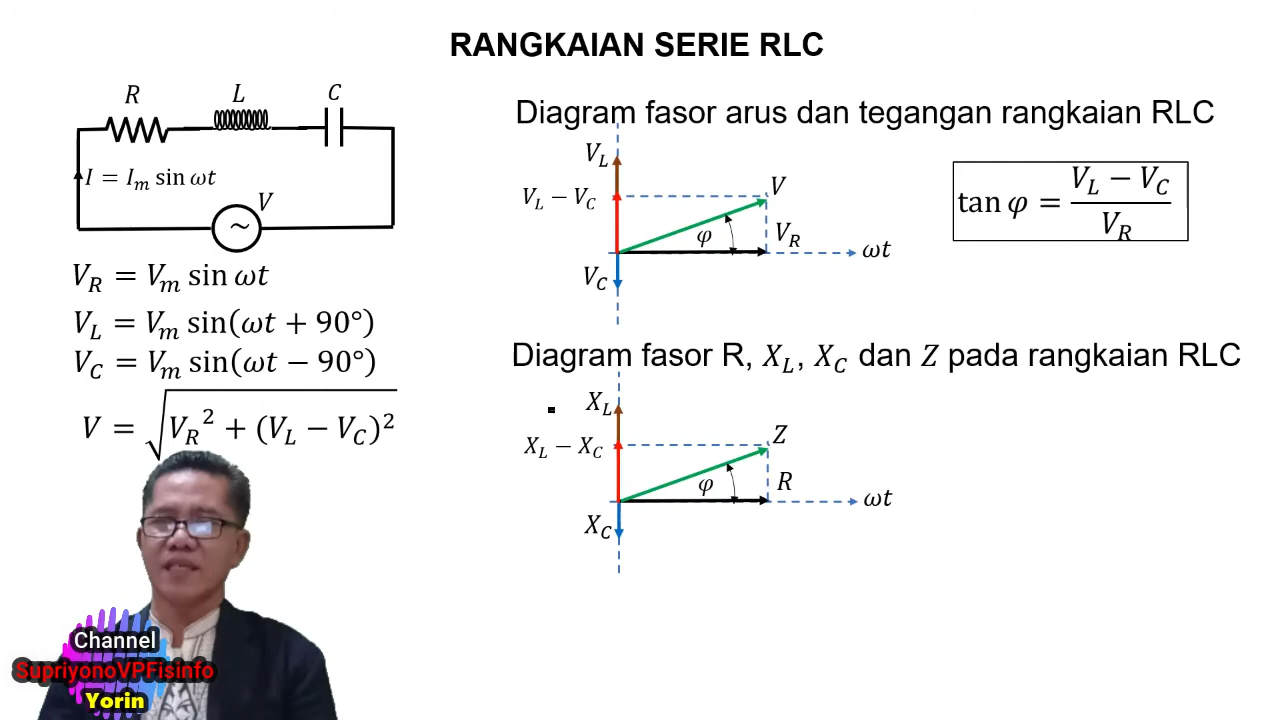 RANGKAIAN SERIE RLC
R
L
C
I = I_m sin ωt
V
~
V_R = V_m sin ωt
V_L = V_m sin(ωt + 90°)
V_C = V_m sin(ωt − 90°)
V = √(V_R² + (V_L − V_C)²)
Diagram fasor arus dan tegangan rangkaian RLC
V_L
V_L − V_C
V
φ
V_R
ωt
V_C
tan φ = (V_L − V_C)/V_R
Diagram fasor R, X_L, X_C dan Z pada rangkaian RLC
X_L
X_L − X_C
Z
φ
R
ωt
X_C
Channel
SupriyonoVPFisinfo
Yorin